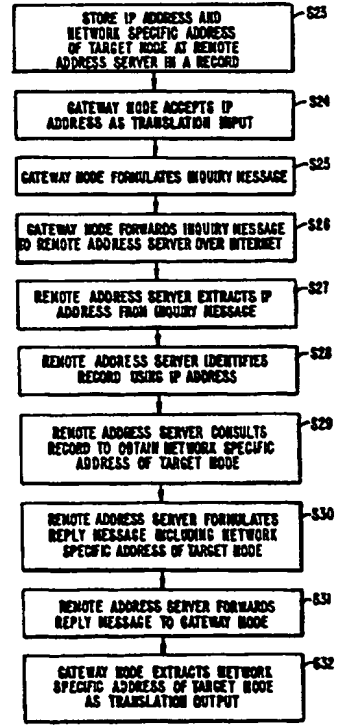 STORE IP ADDRESS AND
NETWORK SPECIFIC ADDRESS
OF TARGET NODE AT REMOTE
ADDRESS SERVER IN A RECORD
S23
GATEWAY NODE ACCEPTS IP
ADDRESS AS TRANSLATION INPUT
S24
GATEWAY NODE FORMULATES INQUIRY MESSAGE
S25
GATEWAY NODE FORWARDS INQUIRY MESSAGE
TO REMOTE ADDRESS SERVER OVER INTERNET
S26
REMOTE ADDRESS SERVER EXTRACTS IP
ADDRESS FROM INQUIRY MESSAGE
S27
REMOTE ADDRESS SERVER IDENTIFIES
RECORD USING IP ADDRESS
S28
REMOTE ADDRESS SERVER CONSULTS
RECORD TO OBTAIN NETWORK SPECIFIC
ADDRESS OF TARGET NODE
S29
REMOTE ADDRESS SERVER FORMULATES
REPLY MESSAGE INCLUDING NETWORK
SPECIFIC ADDRESS OF TARGET NODE
S30
REMOTE ADDRESS SERVER FORWARDS
REPLY MESSAGE TO GATEWAY NODE
S31
GATEWAY NODE EXTRACTS NETWORK
SPECIFIC ADDRESS OF TARGET NODE
AS TRANSLATION OUTPUT
S32